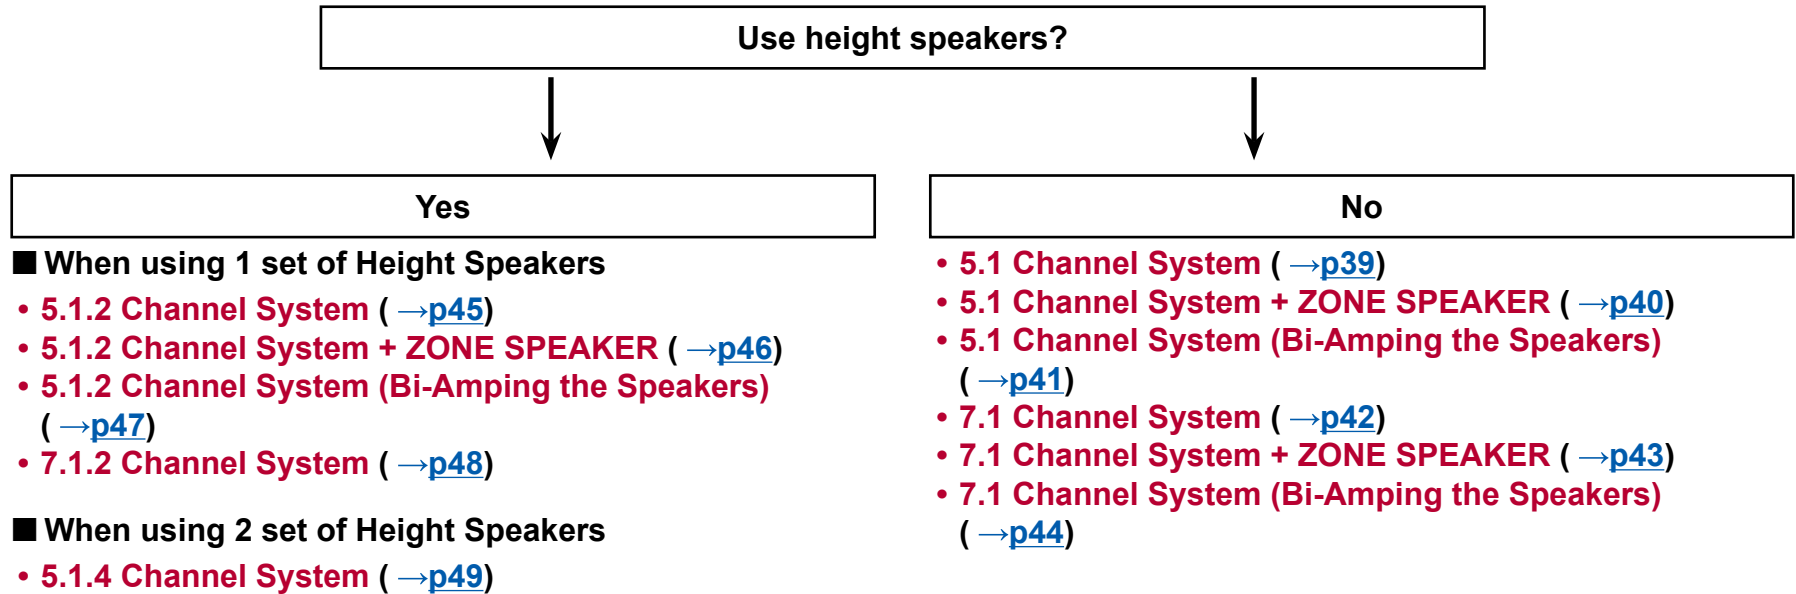 Use height speakers?
Yes
■ When using 1 set of Height Speakers
• 5.1.2 Channel System ( →p45)
• 5.1.2 Channel System + ZONE SPEAKER ( →p46)
• 5.1.2 Channel System (Bi-Amping the Speakers)
( →p47)
• 7.1.2 Channel System ( →p48)
■ When using 2 set of Height Speakers
• 5.1.4 Channel System ( →p49)
No
• 5.1 Channel System ( →p39)
• 5.1 Channel System + ZONE SPEAKER ( →p40)
• 5.1 Channel System (Bi-Amping the Speakers)
( →p41)
• 7.1 Channel System ( →p42)
• 7.1 Channel System + ZONE SPEAKER ( →p43)
• 7.1 Channel System (Bi-Amping the Speakers)
( →p44)